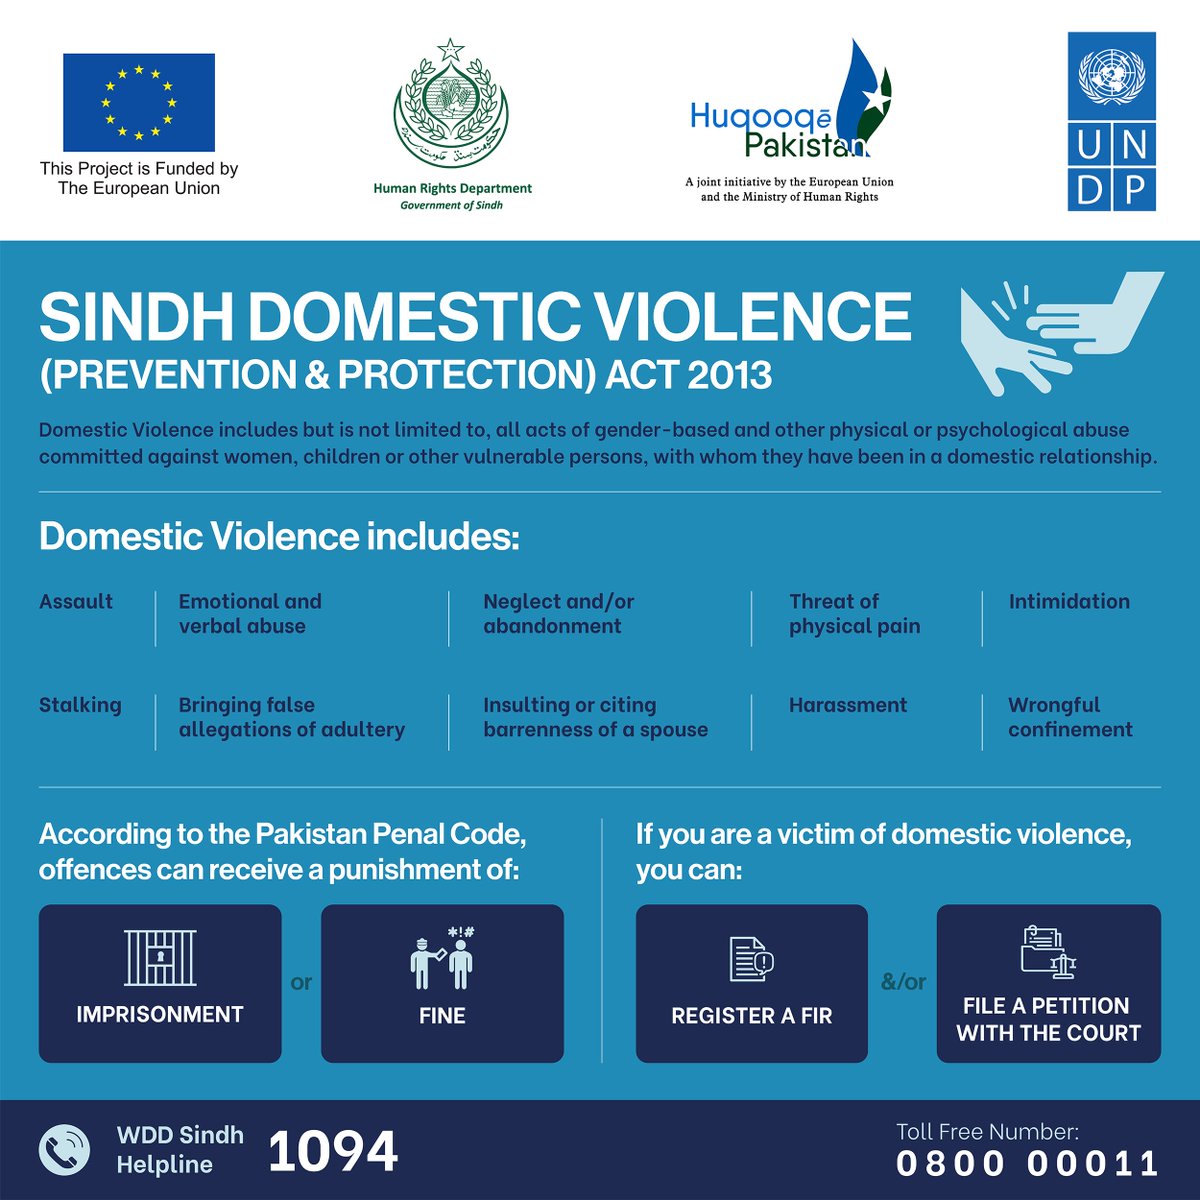 This Project is Funded by
The European Union
Human Rights Department
Government of Sindh
Huqooqē
Pakistan
A joint initiative by the European Union
and the Ministry of Human Rights
U N
D P
SINDH DOMESTIC VIOLENCE
(PREVENTION & PROTECTION) ACT 2013
Domestic Violence includes but is not limited to, all acts of gender-based and other physical or psychological abuse
committed against women, children or other vulnerable persons, with whom they have been in a domestic relationship.
Domestic Violence includes:
Assault
Emotional and
verbal abuse
Neglect and/or
abandonment
Threat of
physical pain
Intimidation
Stalking
Bringing false
allegations of adultery
Insulting or citing
barrenness of a spouse
Harassment
Wrongful
confinement
According to the Pakistan Penal Code,
offences can receive a punishment of:
IMPRISONMENT
or
*!#
FINE
If you are a victim of domestic violence,
you can:
REGISTER A FIR
&/or
FILE A PETITION
WITH THE COURT
WDD Sindh
Helpline
1094
Toll Free Number:
0800 00011